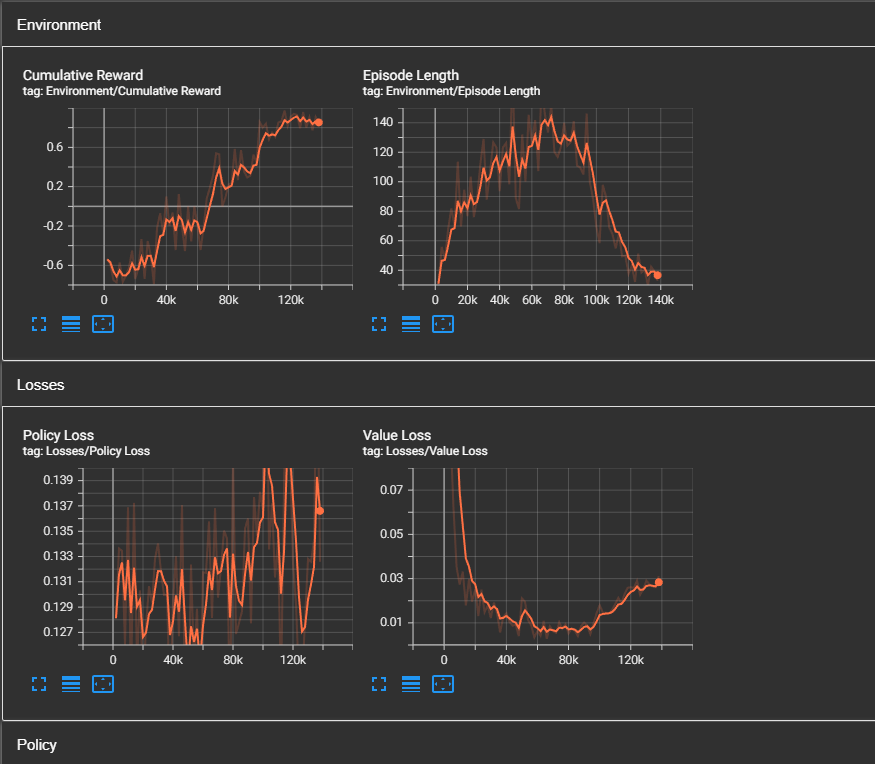 Environment
Cumulative Reward
tag: Environment/Cumulative Reward
0.6
0.2
-0.2
-0.6
0 40k 80k 120k
Episode Length
tag: Environment/Episode Length
140
120
100
80
60
40
0 20k 40k 60k 80k 100k 120k 140k
Losses
Policy Loss
tag: Losses/Policy Loss
0.139
0.137
0.135
0.133
0.131
0.129
0.127
0 40k 80k 120k
Value Loss
tag: Losses/Value Loss
0.07
0.05
0.03
0.01
0 40k 80k 120k
Policy